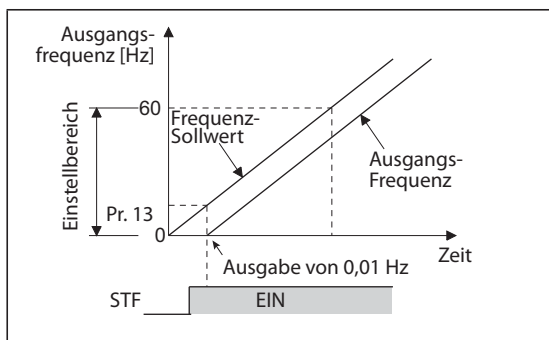 Ausgangs-
frequenz [Hz]
Einstellbereich
60
Frequenz-
Sollwert
Ausgangs-
Frequenz
Pr. 13
0
Zeit
Ausgabe von 0,01 Hz
STF
EIN